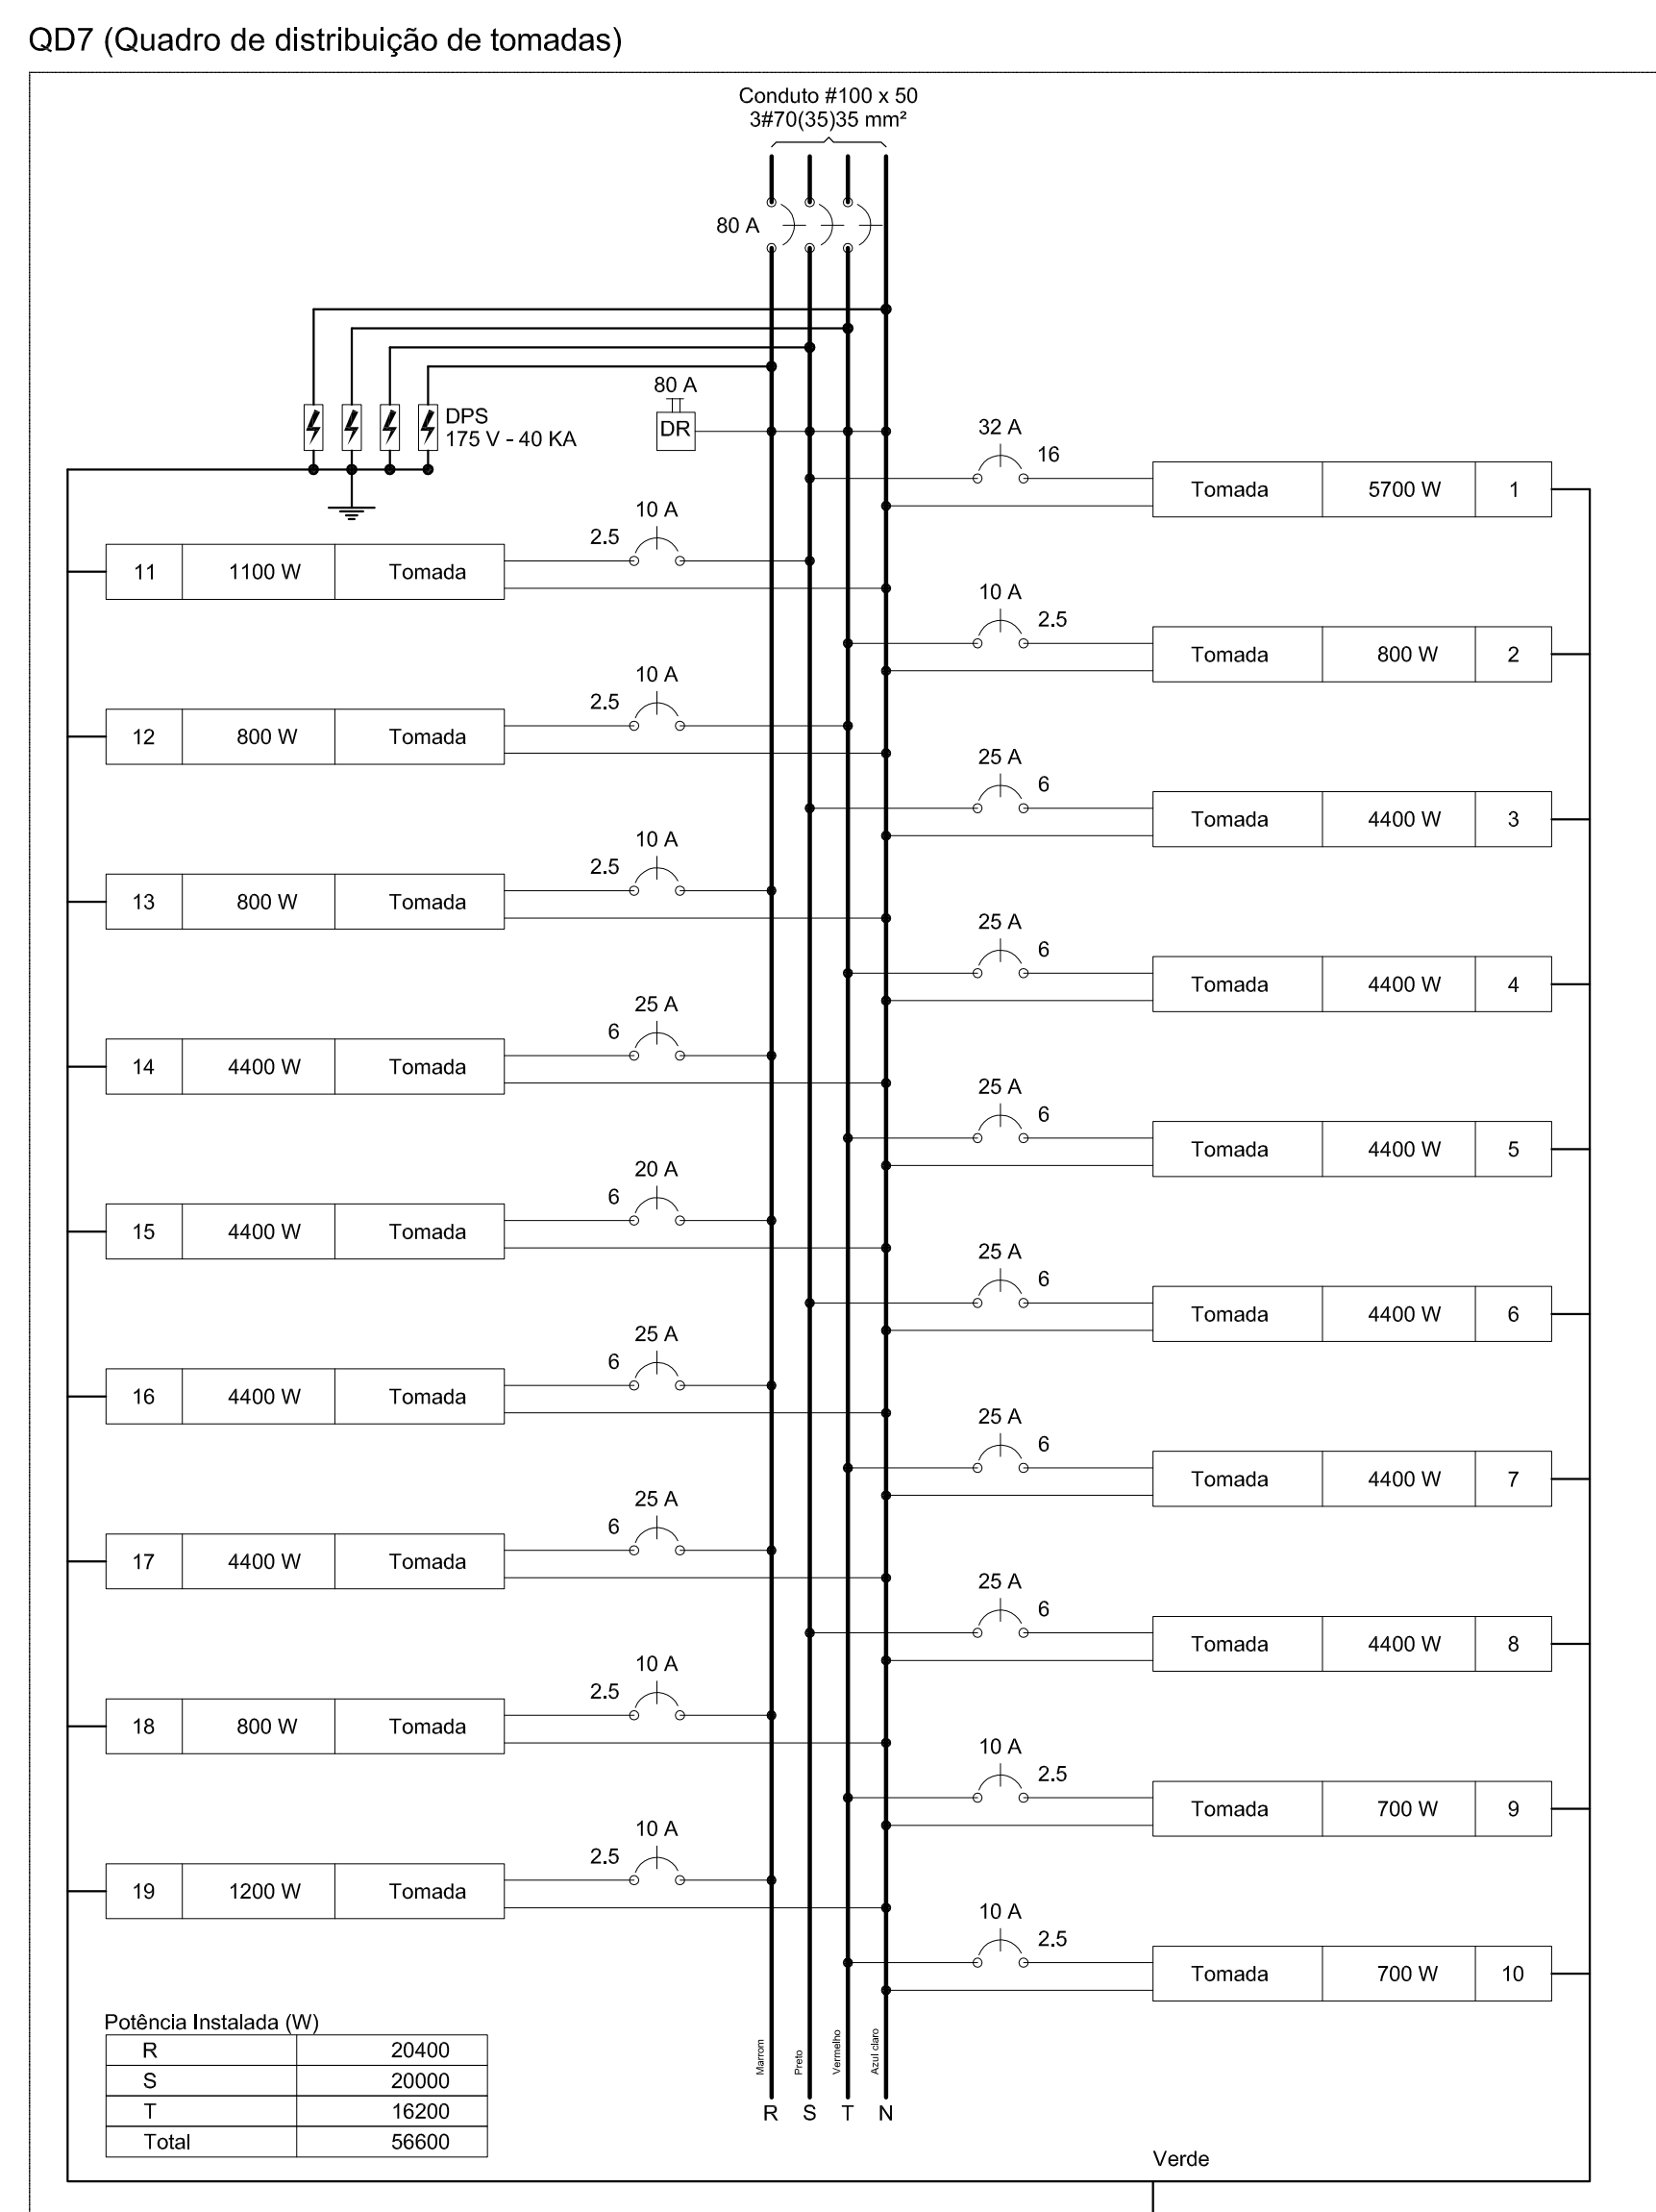 QD7 (Quadro de distribuição de tomadas)
Conduto #100 x 50
3#70(35)35 mm²
80 A
DPS
175 V - 40 KA
80 A
DR
32 A
16
Tomada 5700 W 1
10 A
2.5
11 1100 W Tomada
10 A
2.5
Tomada 800 W 2
10 A
2.5
12 800 W Tomada
25 A
6
Tomada 4400 W 3
10 A
2.5
13 800 W Tomada
25 A
6
Tomada 4400 W 4
25 A
6
14 4400 W Tomada
25 A
6
Tomada 4400 W 5
20 A
6
15 4400 W Tomada
25 A
6
Tomada 4400 W 6
25 A
6
16 4400 W Tomada
25 A
6
Tomada 4400 W 7
25 A
6
17 4400 W Tomada
25 A
6
Tomada 4400 W 8
10 A
2.5
18 800 W Tomada
10 A
2.5
Tomada 700 W 9
10 A
2.5
19 1200 W Tomada
10 A
2.5
Tomada 700 W 10
Potência Instalada (W)
R 20400
S 20000
T 16200
Total 56600
Marrom
Preto
Vermelho
Azul claro
R S T N
Verde